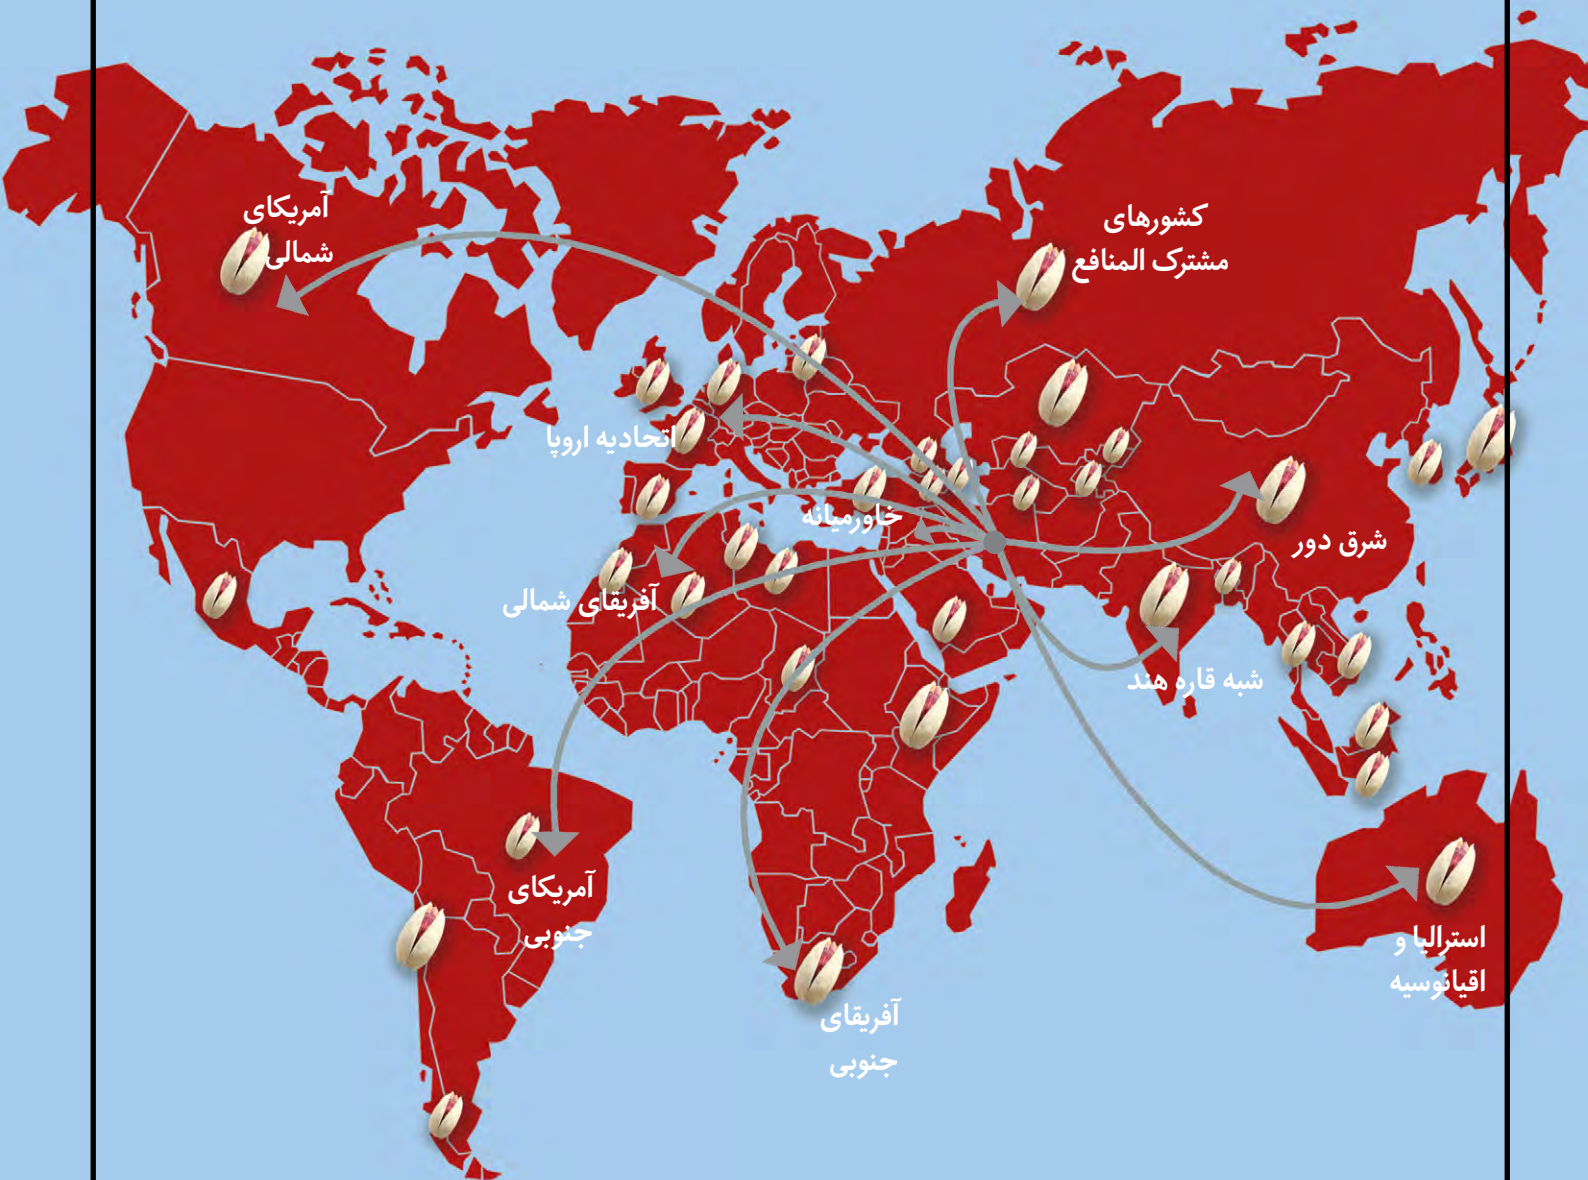 آمریکای
شمالی
کشورهای
مشترک المنافع
اتحادیه اروپا
خاورمیانه
شرق دور
آفریقای شمالی
شبه قاره هند
آمریکای
جنوبی
استرالیا و
اقیانوسیه
آفریقای
جنوبی